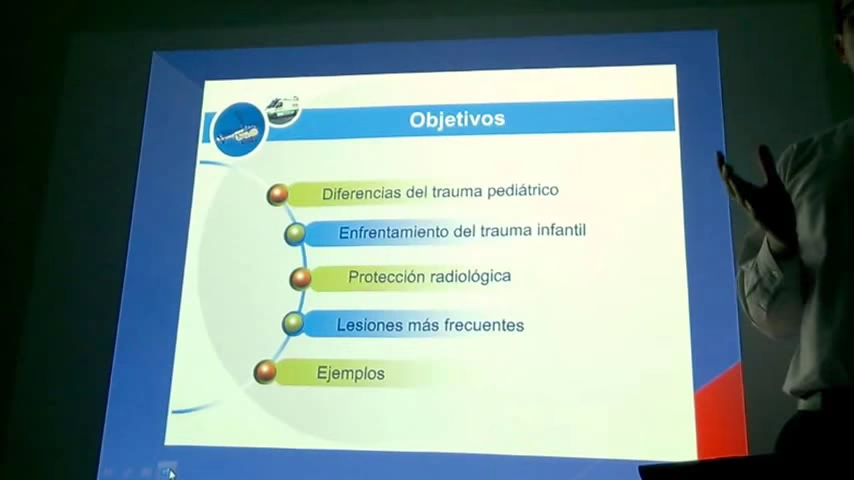 Objetivos
Diferencias del trauma pediátrico
Enfrentamiento del trauma infantil
Protección radiológica
Lesiones más frecuentes
Ejemplos